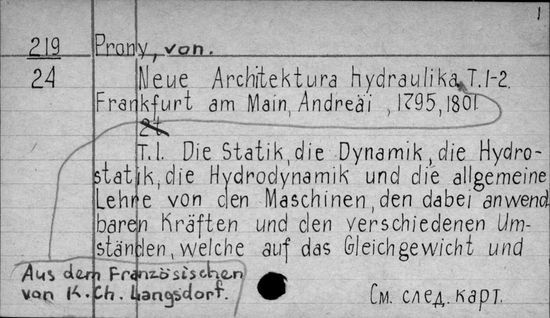 1
219 Prony, von.
24 Neue Architektura hydraulika T.1-2.
Frankfurt am Main, Andreäi, 1795, 1801
2t
T.1. Die Statik, die Dynamik, die Hydro-
statik, die Hydrodynamik und die allgemeine
Lehre von den Maschinen, den dabei anwend
baren Kräften und den verschiedenen Um-
ständen, welche auf das Gleichgewicht und
Aus dem Französischen
von K. Ch. Langsdorf.
См. след. карт.